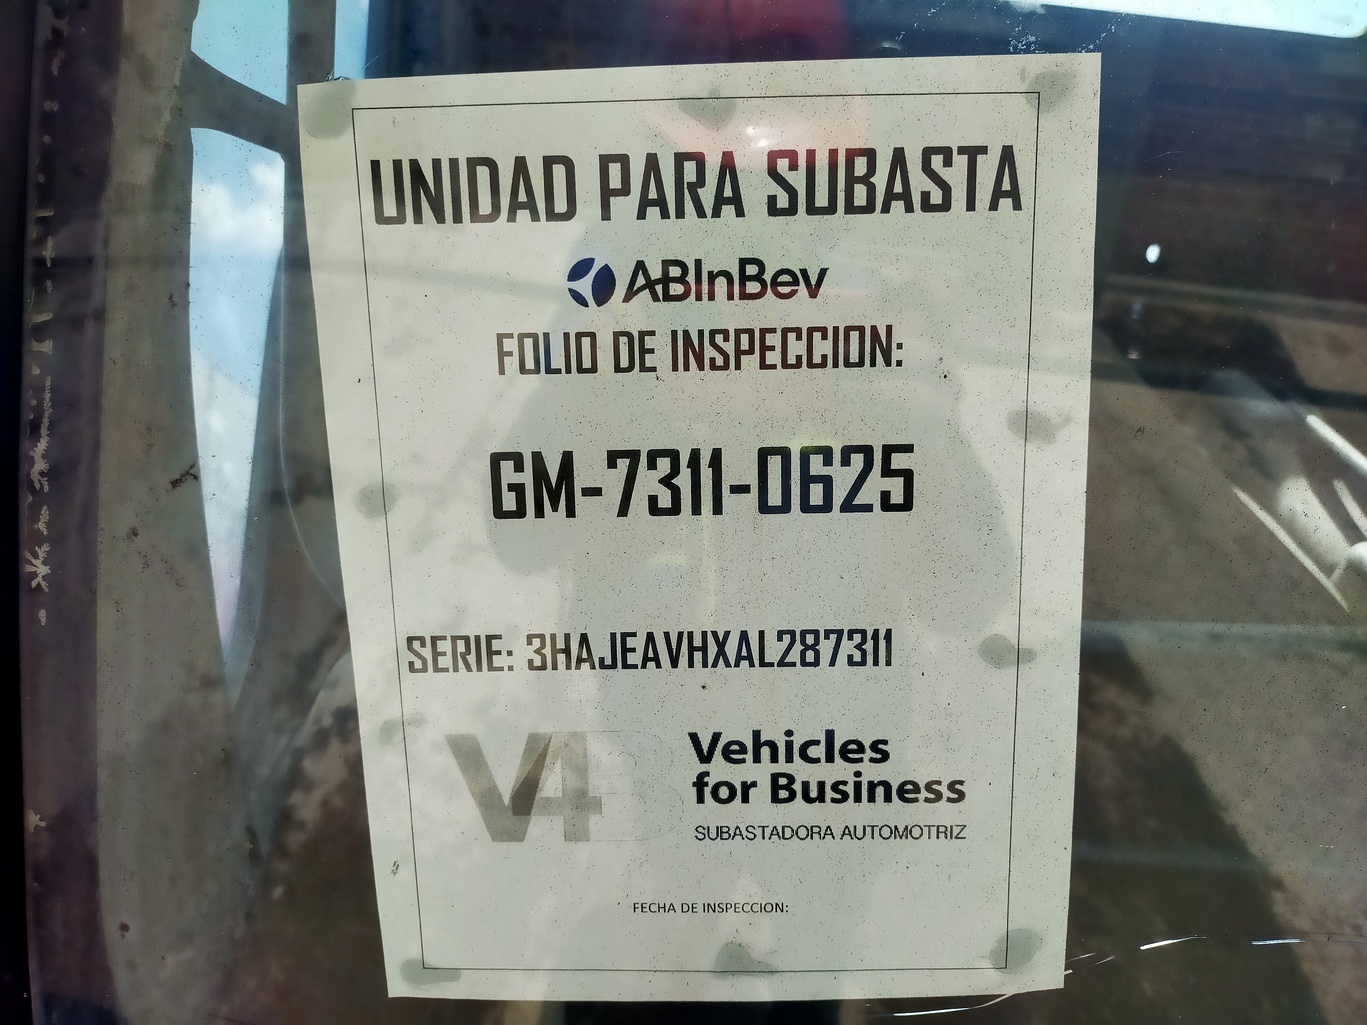 UNIDAD PARA SUBASTA
ABInBev
FOLIO DE INSPECCION:
GM-7311-0625
SERIE: 3HAJEAVHXAL287311
V4B
Vehicles
for Business
SUBASTADORA AUTOMOTRIZ
FECHA DE INSPECCION: